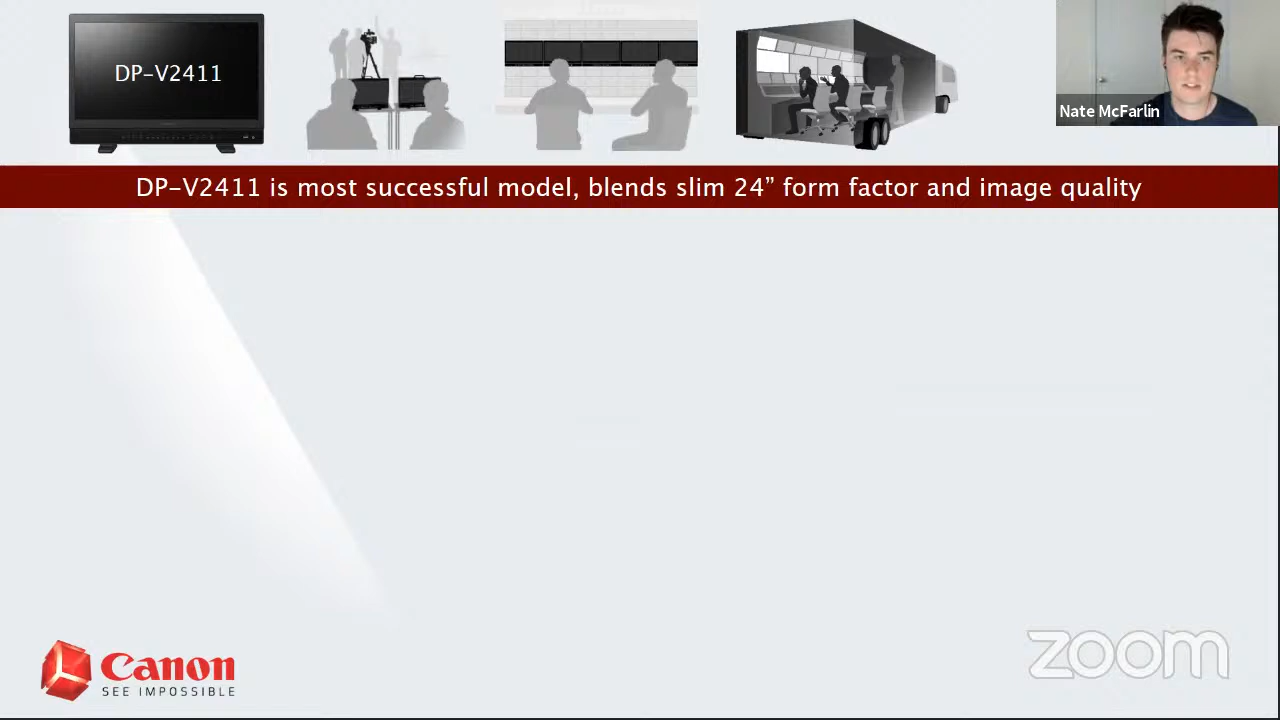 DP-V2411
Nate McFarlin
DP-V2411 is most successful model, blends slim 24” form factor and image quality
Canon
SEE IMPOSSIBLE
zoom